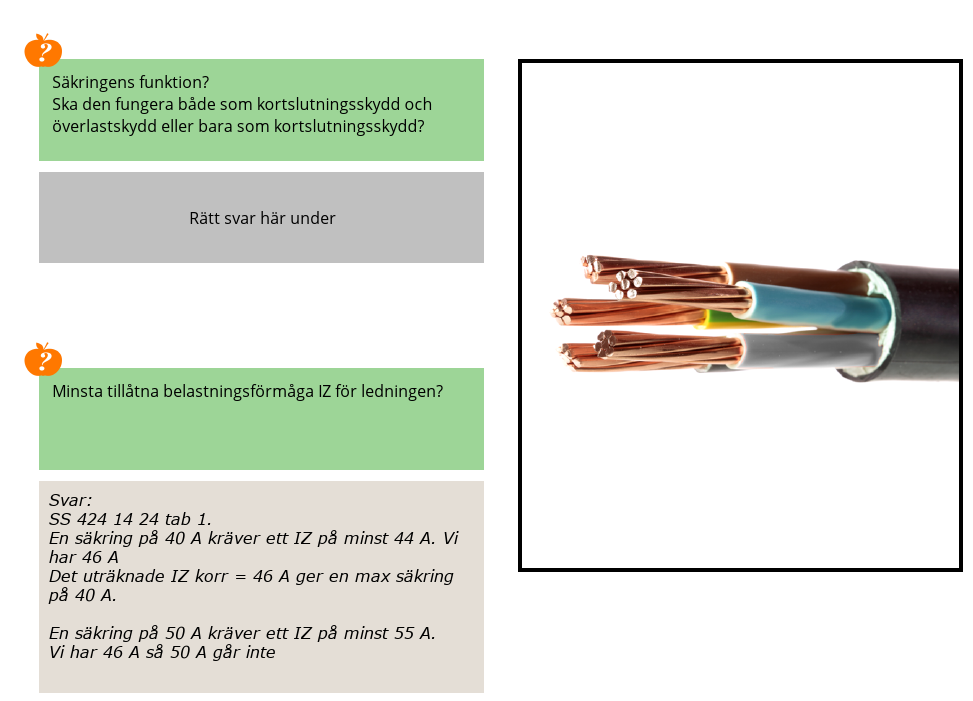 ?
Säkringens funktion?
Ska den fungera både som kortslutningsskydd och
överlastskydd eller bara som kortslutningsskydd?
Rätt svar här under
?
Minsta tillåtna belastningsförmåga IZ för ledningen?
Svar:
SS 424 14 24 tab 1.
En säkring på 40 A kräver ett IZ på minst 44 A. Vi
har 46 A
Det uträknade IZ korr = 46 A ger en max säkring
på 40 A.
En säkring på 50 A kräver ett IZ på minst 55 A.
Vi har 46 A så 50 A går inte